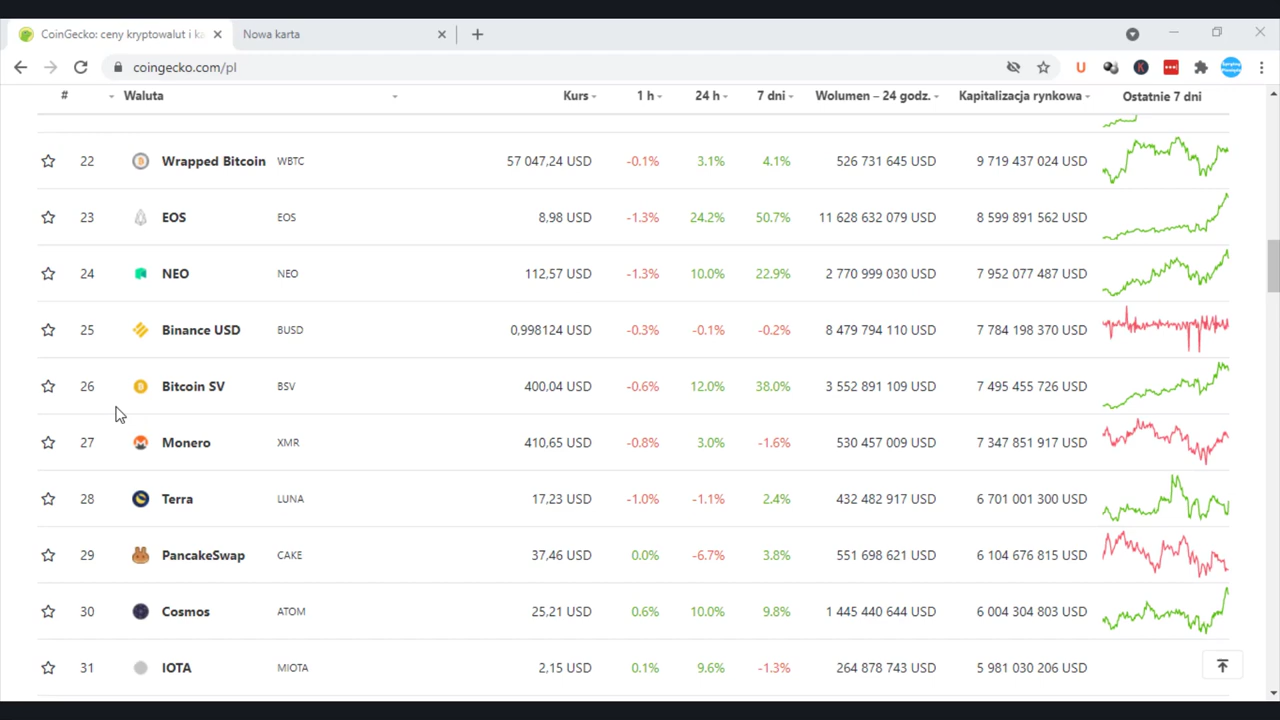 CoinGecko: ceny kryptowalut i ka
Nowa karta
coingecko.com/pl
# Waluta Kurs 1 h 24 h 7 dni Wolumen – 24 godz. Kapitalizacja rynkowa Ostatnie 7 dni
22 Wrapped Bitcoin WBTC 57 047,24 USD -0.1% 3.1% 4.1% 526 731 645 USD 9 719 437 024 USD
23 EOS EOS 8,98 USD -1.3% 24.2% 50.7% 11 628 632 079 USD 8 599 891 562 USD
24 NEO NEO 112,57 USD -1.3% 10.0% 22.9% 2 770 999 030 USD 7 952 077 487 USD
25 Binance USD BUSD 0,998124 USD -0.3% -0.1% -0.2% 8 479 794 110 USD 7 784 198 370 USD
26 Bitcoin SV BSV 400,04 USD -0.6% 12.0% 38.0% 3 552 891 109 USD 7 495 455 726 USD
27 Monero XMR 410,65 USD -0.8% 3.0% -1.6% 530 457 009 USD 7 347 851 917 USD
28 Terra LUNA 17,23 USD -1.0% -1.1% 2.4% 432 482 917 USD 6 701 001 300 USD
29 PancakeSwap CAKE 37,46 USD 0.0% -6.7% 3.8% 551 698 621 USD 6 104 676 815 USD
30 Cosmos ATOM 25,21 USD 0.6% 10.0% 9.8% 1 445 440 644 USD 6 004 304 803 USD
31 IOTA MIOTA 2,15 USD 0.1% 9.6% -1.3% 264 878 743 USD 5 981 030 206 USD